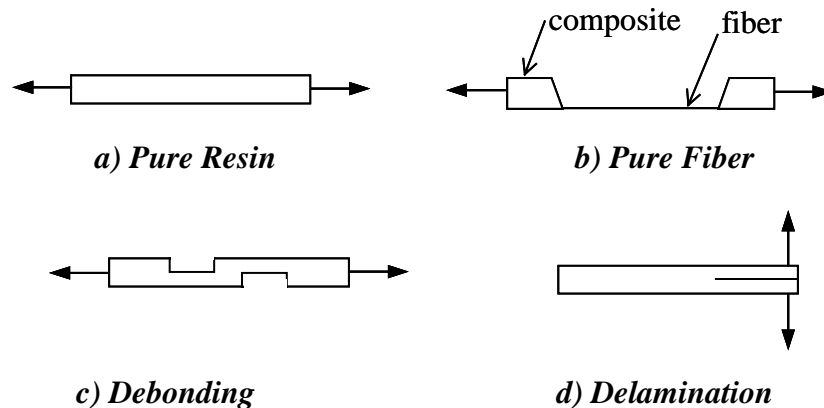 composite
fiber
a) Pure Resin
b) Pure Fiber
c) Debonding
d) Delamination